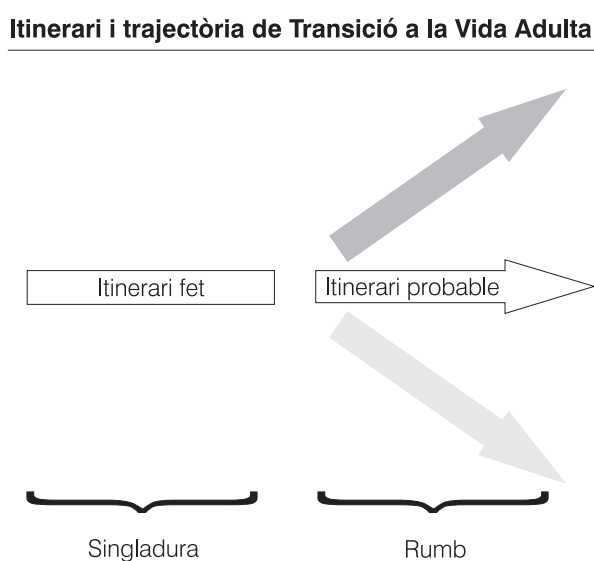 Itinerari i trajectòria de Transició a la Vida Adulta
Itinerari fet
Itinerari probable
Singladura
Rumb